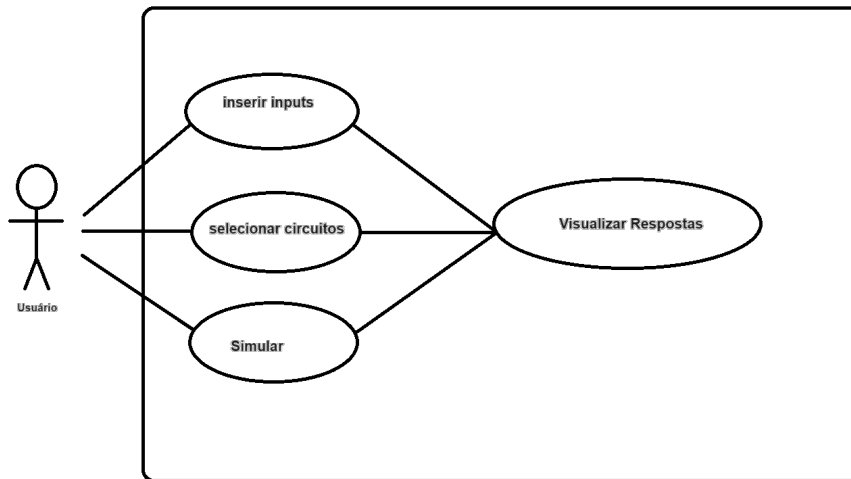 inserir inputs
selecionar circuitos
Visualizar Respostas
Usuário
Simular